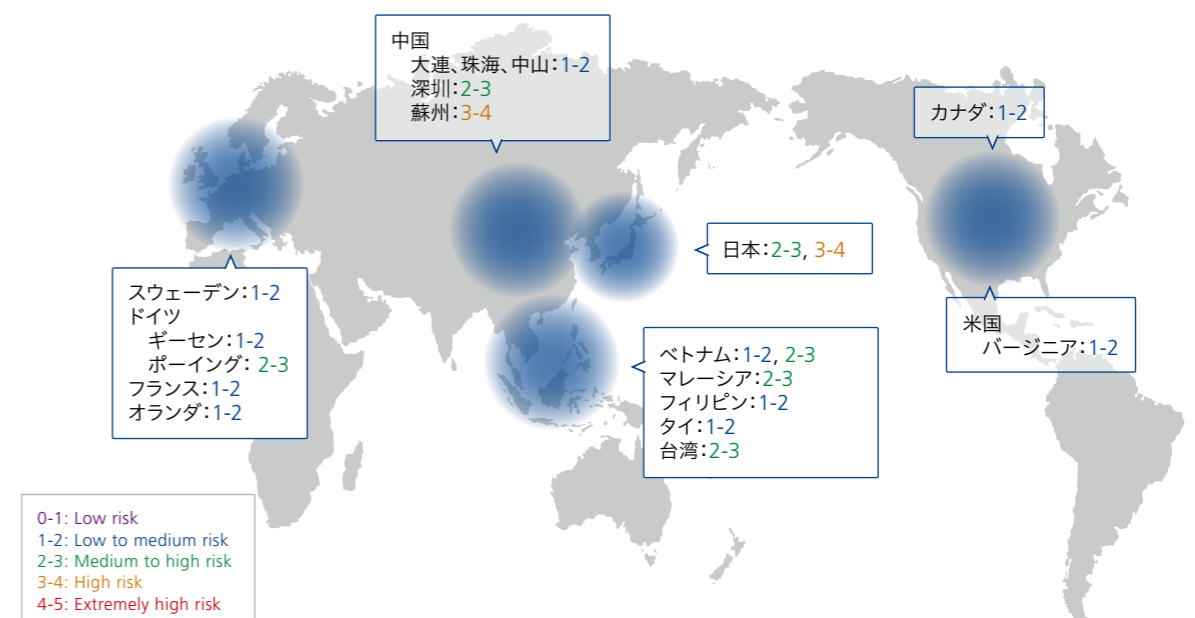 中国
大連、珠海、中山：1-2
深圳：2-3
蘇州：3-4
カナダ：1-2
日本：2-3, 3-4
スウェーデン：1-2
ドイツ
ギーセン：1-2
ポーイング： 2-3
フランス：1-2
オランダ：1-2
米国
バージニア：1-2
ベトナム：1-2, 2-3
マレーシア：2-3
フィリピン：1-2
タイ：1-2
台湾：2-3
0-1: Low risk
1-2: Low to medium risk
2-3: Medium to high risk
3-4: High risk
4-5: Extremely high risk